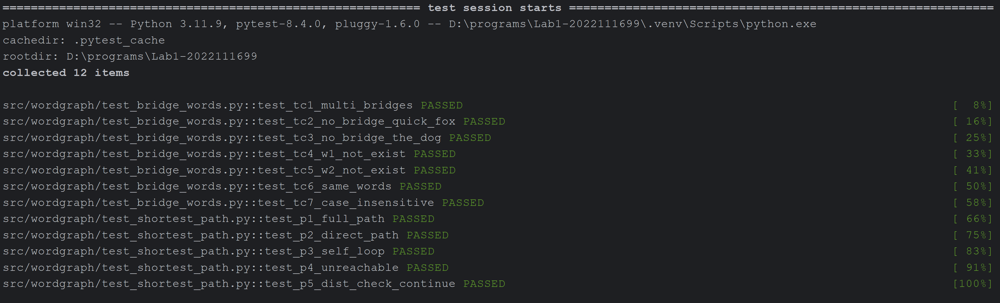 =========================================================== test session starts ============================================================
platform win32 -- Python 3.11.9, pytest-8.4.0, pluggy-1.6.0 -- D:\programs\Lab1-2022111699\.venv\Scripts\python.exe
cachedir: .pytest_cache
rootdir: D:\programs\Lab1-2022111699
collected 12 items
src/wordgraph/test_bridge_words.py::test_tc1_multi_bridges PASSED [  8%]
src/wordgraph/test_bridge_words.py::test_tc2_no_bridge_quick_fox PASSED [ 16%]
src/wordgraph/test_bridge_words.py::test_tc3_no_bridge_the_dog PASSED [ 25%]
src/wordgraph/test_bridge_words.py::test_tc4_w1_not_exist PASSED [ 33%]
src/wordgraph/test_bridge_words.py::test_tc5_w2_not_exist PASSED [ 41%]
src/wordgraph/test_bridge_words.py::test_tc6_same_words PASSED [ 50%]
src/wordgraph/test_bridge_words.py::test_tc7_case_insensitive PASSED [ 58%]
src/wordgraph/test_shortest_path.py::test_p1_full_path PASSED [ 66%]
src/wordgraph/test_shortest_path.py::test_p2_direct_path PASSED [ 75%]
src/wordgraph/test_shortest_path.py::test_p3_self_loop PASSED [ 83%]
src/wordgraph/test_shortest_path.py::test_p4_unreachable PASSED [ 91%]
src/wordgraph/test_shortest_path.py::test_p5_dist_check_continue PASSED [100%]